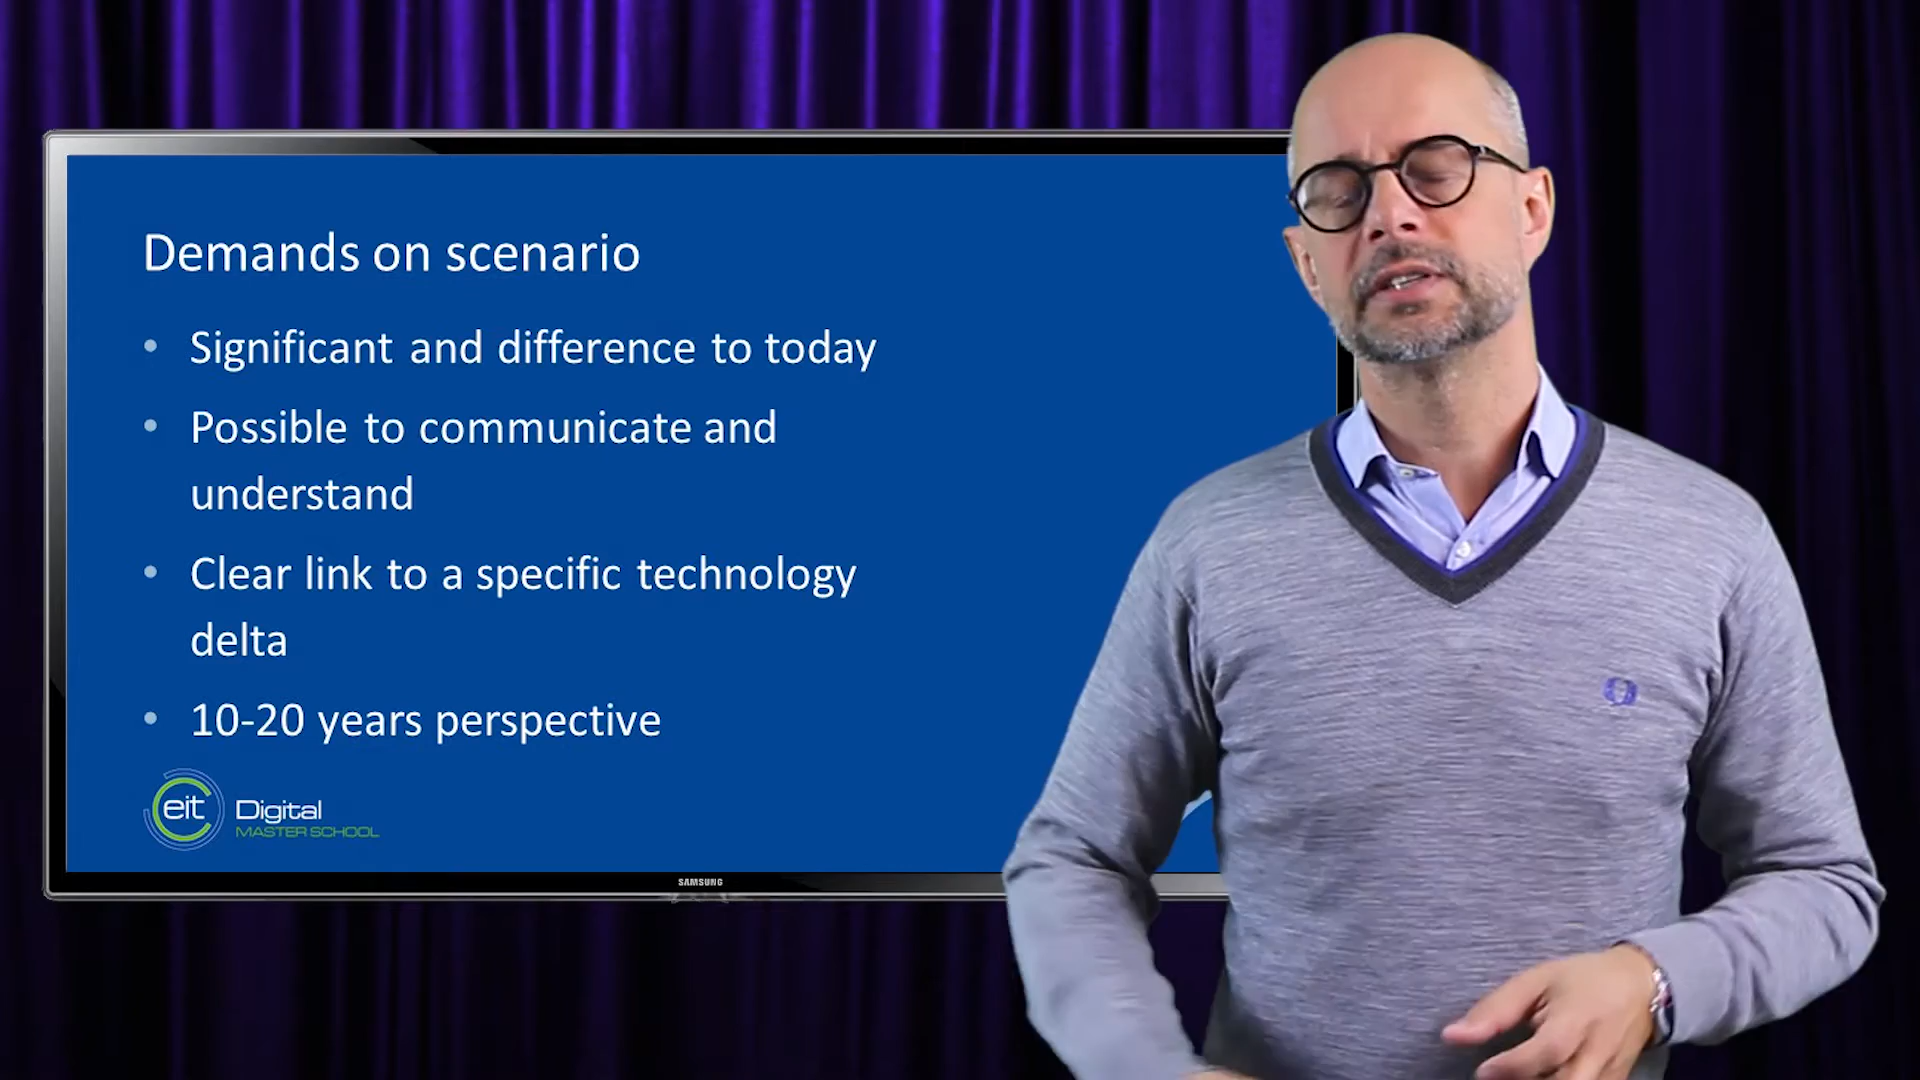 Demands on scenario
• Significant and difference to today
• Possible to communicate and
understand
• Clear link to a specific technology
delta
• 10-20 years perspective
eit Digital
MASTER SCHOOL
SAMSUNG